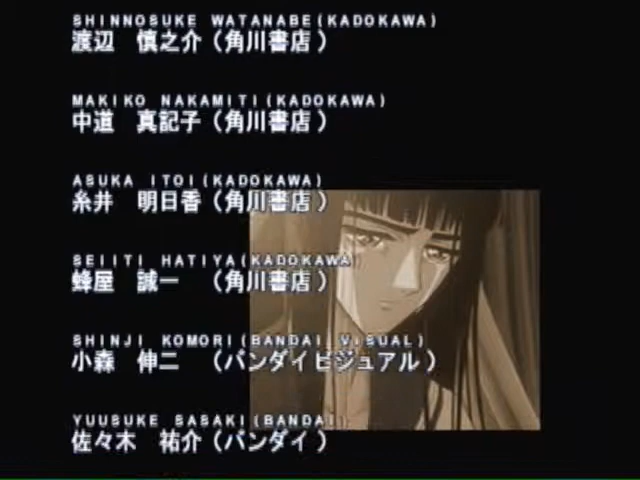 SHINNOSUKE WATANABE(KADOKAWA)
渡辺 慎之介(角川書店)
MAKIKO NAKAMITI(KADOKAWA)
中道 真記子(角川書店)
ASUKA ITOI(KADOKAWA)
糸井 明日香(角川書店)
SEIITI HATIYA(KADOKAWA)
蜂屋 誠一 (角川書店)
SHINJI KOMORI(BANDAI VISUAL)
小森 伸二 (バンダイビジュアル)
YUUSUKE SASAKI(BANDAI)
佐々木 祐介(バンダイ)